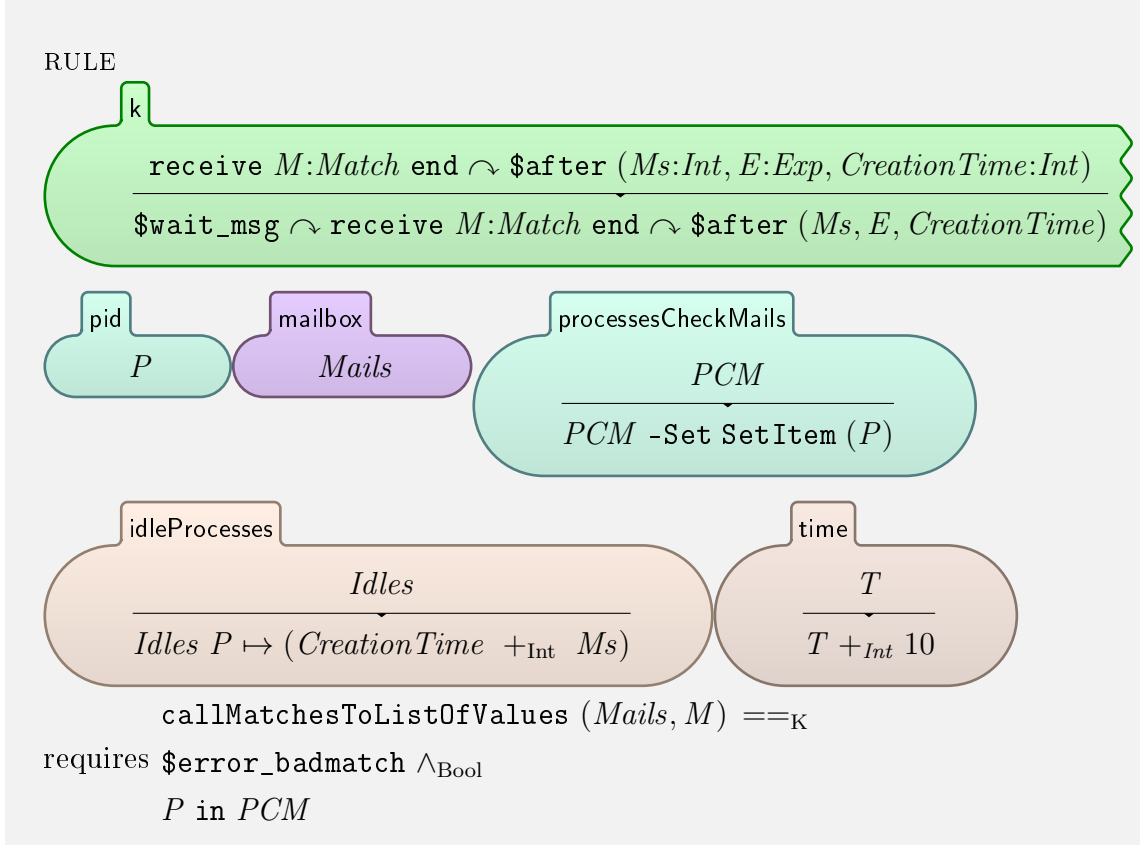 RULE
k
receive M:Match end ↷ $after (Ms:Int, E:Exp, CreationTime:Int)
$wait_msg ↷ receive M:Match end ↷ $after (Ms, E, CreationTime)
pid mailbox processesCheckMails
P Mails PCM
PCM -Set SetItem (P)
idleProcesses time
Idles T
Idles P ↦ (CreationTime +Int Ms) T +Int 10
callMatchesToListOfValues (Mails, M) ==K
requires $error_badmatch ∧Bool
P in PCM